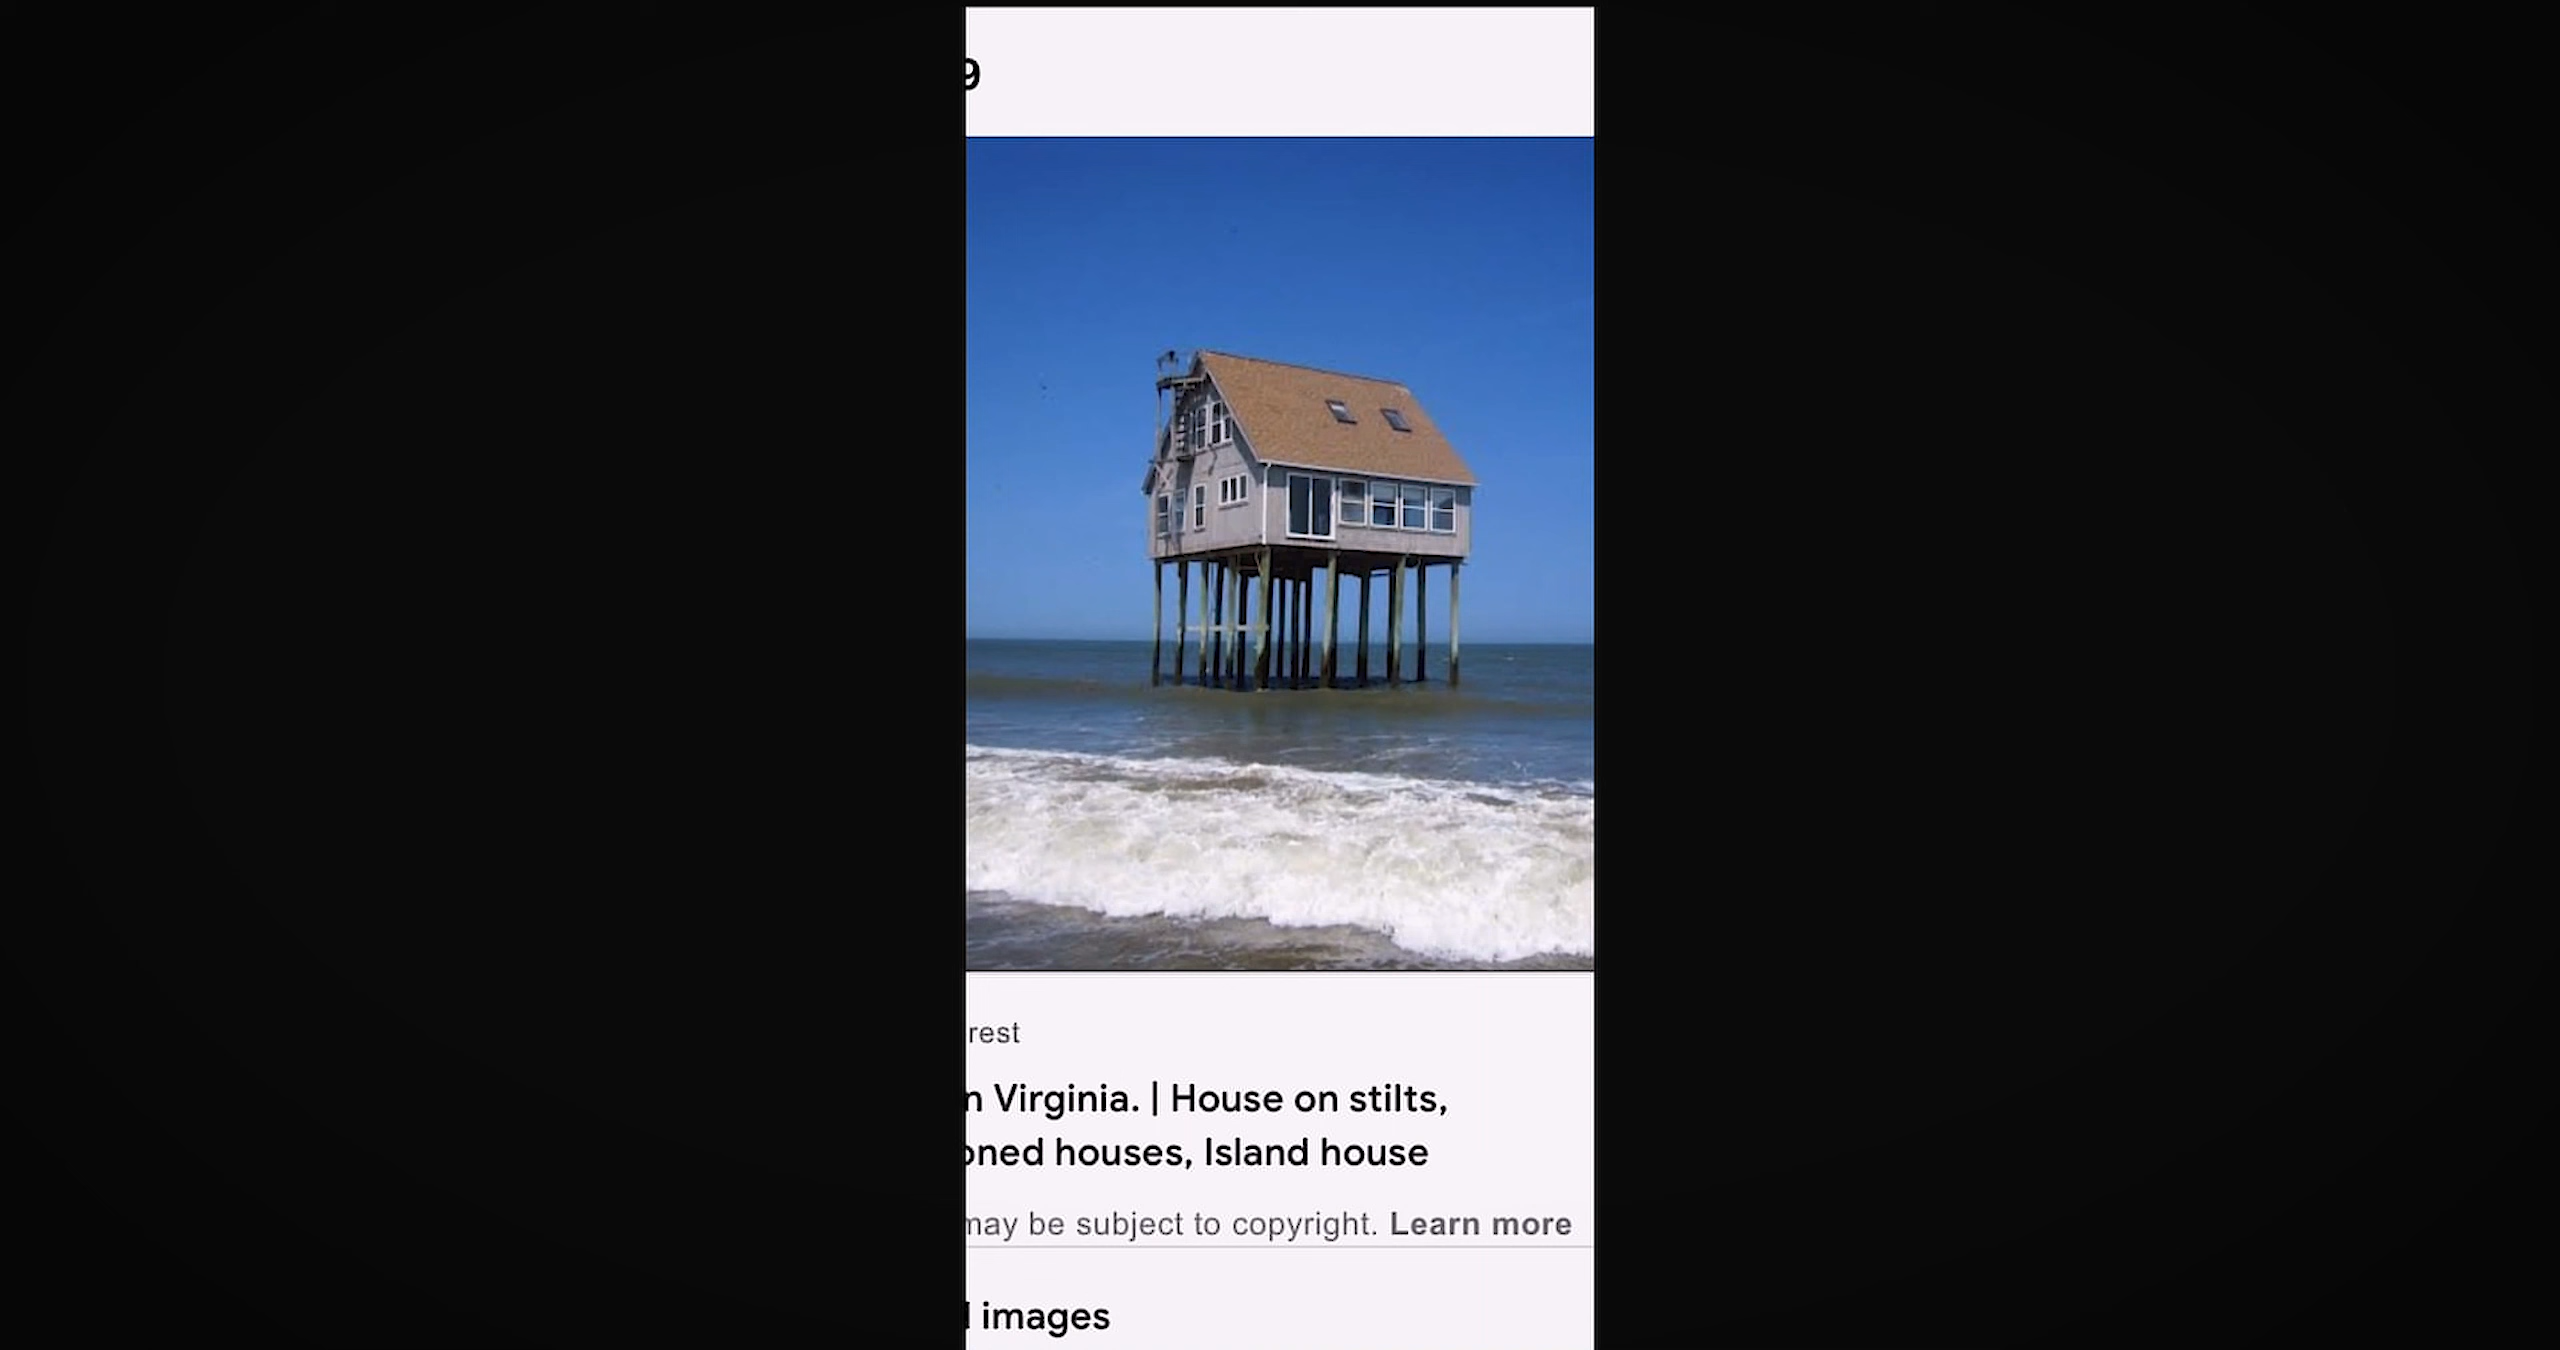 9
rest
n Virginia. | House on stilts,
oned houses, Island house
may be subject to copyright. Learn more
images